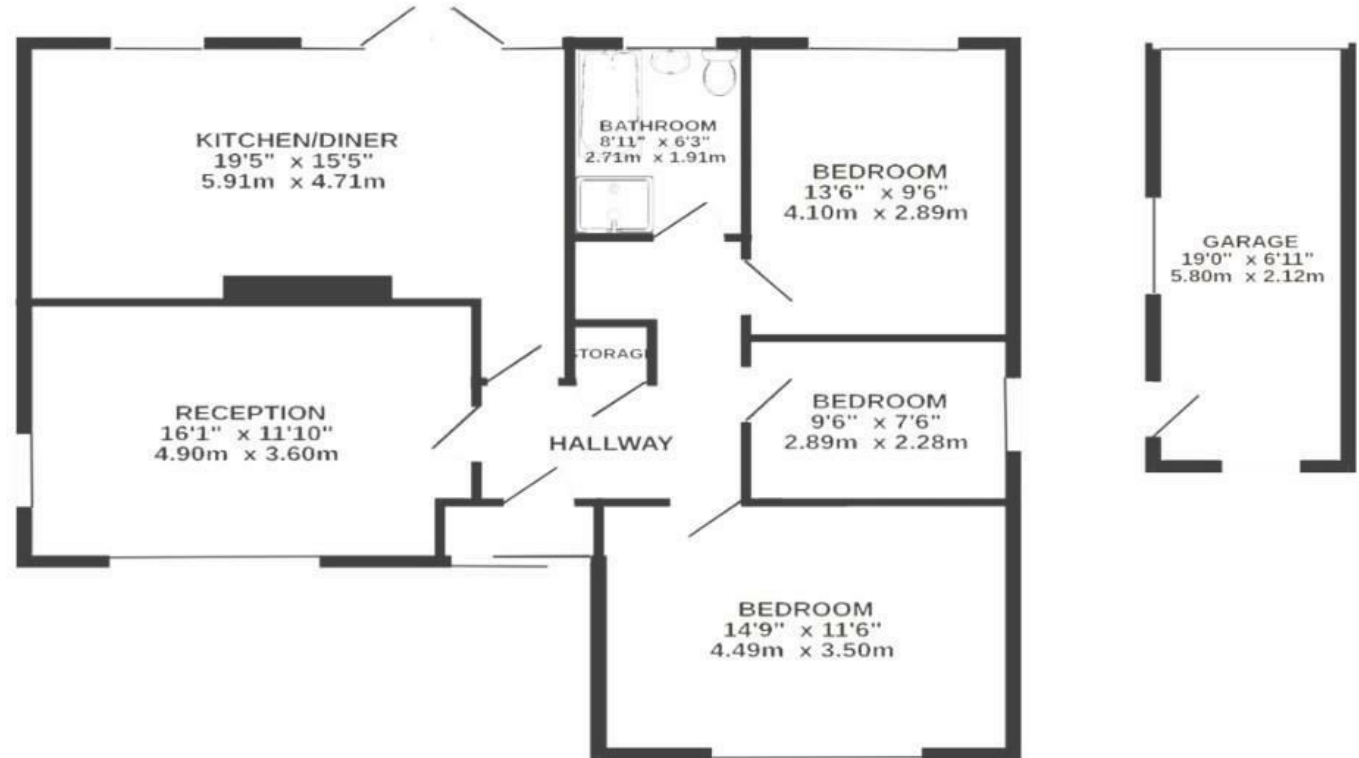 KITCHEN/DINER
19'5" x 15'5"
5.91m x 4.71m
BATHROOM
8'11" x 6'3"
2.71m x 1.91m
BEDROOM
13'6" x 9'6"
4.10m x 2.89m
GARAGE
19'0" x 6'11"
5.80m x 2.12m
STORAGE
RECEPTION
16'1" x 11'10"
4.90m x 3.60m
HALLWAY
BEDROOM
9'6" x 7'6"
2.89m x 2.28m
BEDROOM
14'9" x 11'6"
4.49m x 3.50m